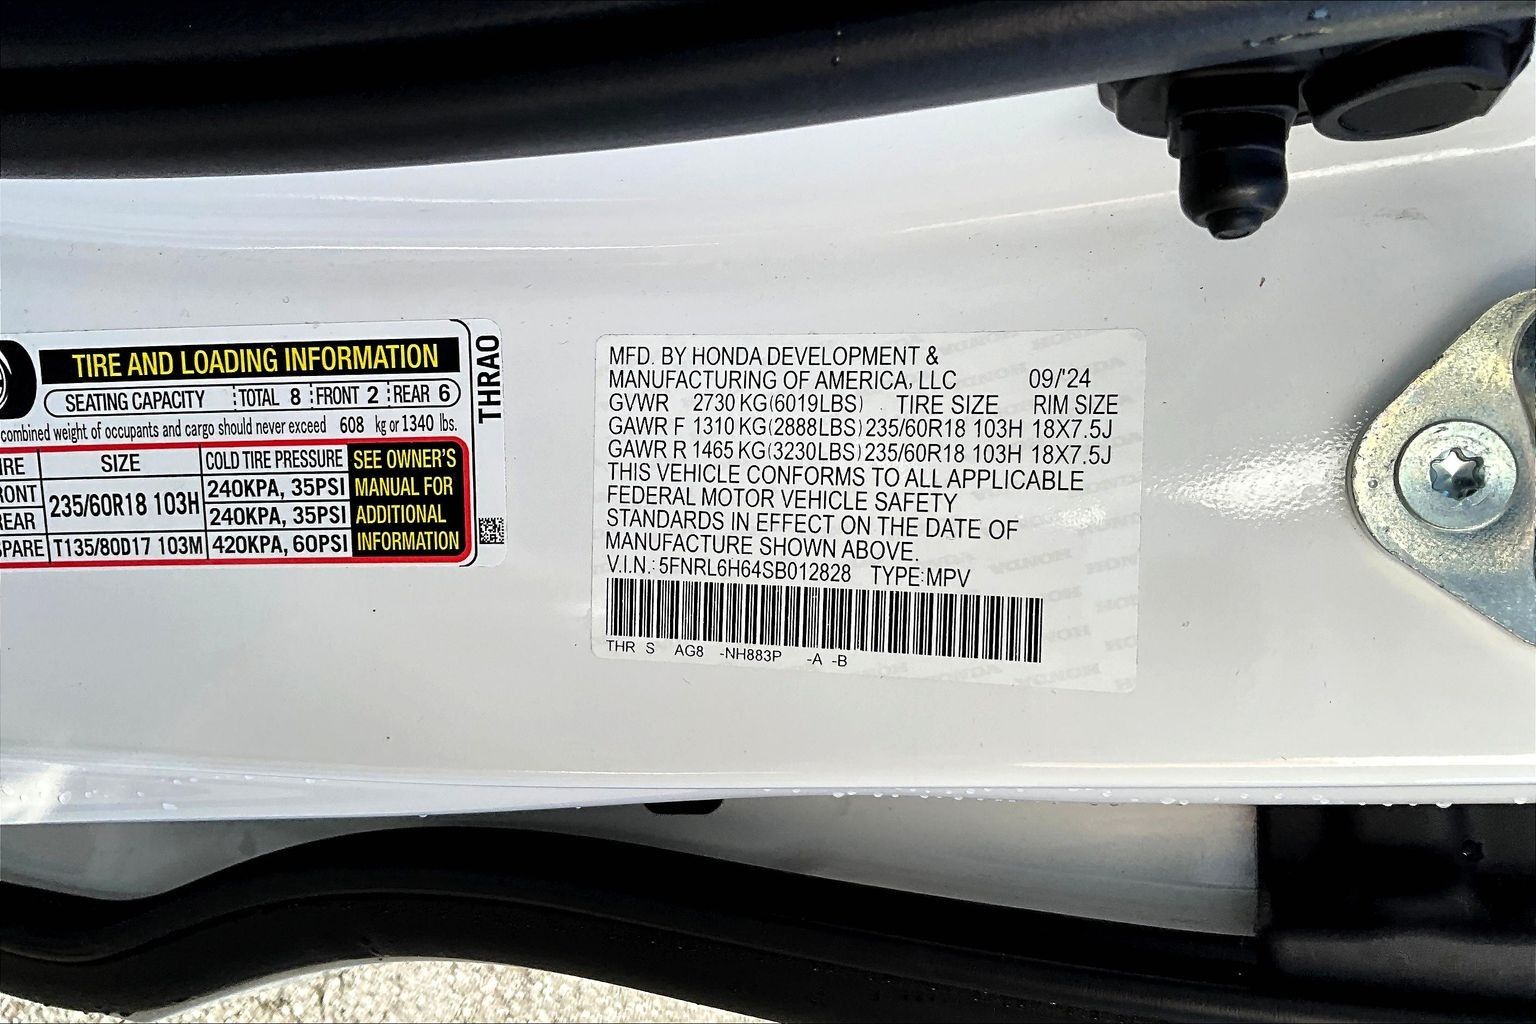 TIRE AND LOADING INFORMATION
SEATING CAPACITY TOTAL 8 FRONT 2 REAR 6
combined weight of occupants and cargo should never exceed 608 kg or 1340 lbs.
SIZE COLD TIRE PRESSURE SEE OWNER'S
235/60R18 103H 240KPA, 35PSI MANUAL FOR
240KPA, 35PSI ADDITIONAL
T135/80D17 103M 420KPA, 60PSI INFORMATION
THRAO
MFD. BY HONDA DEVELOPMENT &
MANUFACTURING OF AMERICA, LLC 09/'24
GVWR 2730 KG(6019LBS) TIRE SIZE RIM SIZE
GAWR F 1310 KG(2888LBS) 235/60R18 103H 18X7.5J
GAWR R 1465 KG(3230LBS) 235/60R18 103H 18X7.5J
THIS VEHICLE CONFORMS TO ALL APPLICABLE
FEDERAL MOTOR VEHICLE SAFETY
STANDARDS IN EFFECT ON THE DATE OF
MANUFACTURE SHOWN ABOVE.
V.I.N.: 5FNRL6H64SB012828 TYPE:MPV
THR S AG8 -NH883P -A -B